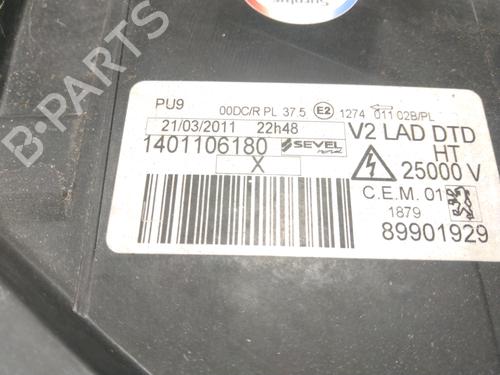 B-PARTS
PU9
00DC/R PL 37.5 E2 1274 011 02B/PL
21/03/2011 22h48
V2 LAD DTD
1401106180 SEVEL nord
HT
X
25000 V
C.E.M. 01
1879
89901929